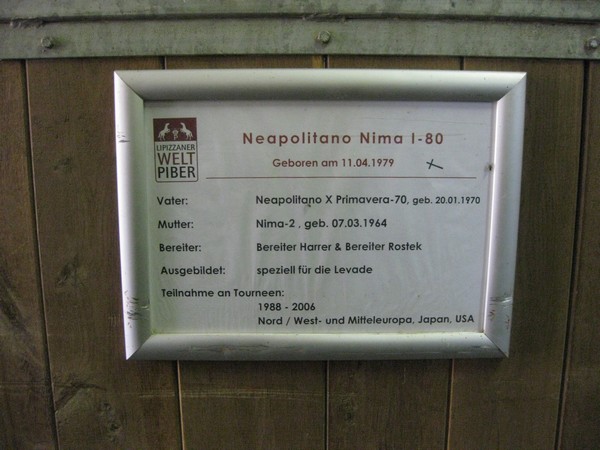 LIPIZZANER
WELT
PIBER
Neapolitano Nima I-80
Geboren am 11.04.1979
Vater: Neapolitano X Primavera-70, geb. 20.01.1970
Mutter: Nima-2 , geb. 07.03.1964
Bereiter: Bereiter Harrer & Bereiter Rostek
Ausgebildet: speziell für die Levade
Teilnahme an Tourneen:
1988 - 2006
Nord / West- und Mitteleuropa, Japan, USA